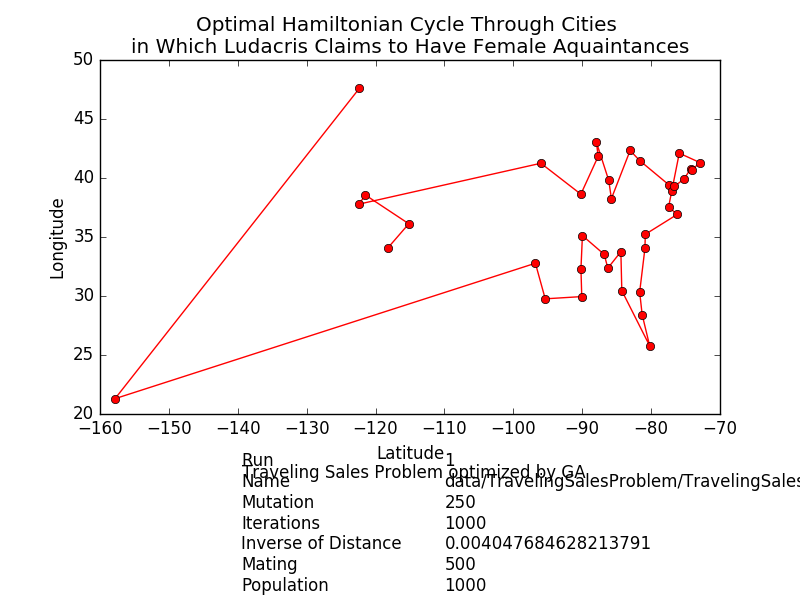 Optimal Hamiltonian Cycle Through Cities
in Which Ludacris Claims to Have Female Aquaintances
50
45
40
35
30
25
20
Longitude
−160 −150 −140 −130 −120 −110 −100 −90 −80 −70
Latitude
Run 1
Traveling Sales Problem optimized by GA
Name data/TravelingSalesProblem/TravelingSales
Mutation 250
Iterations 1000
Inverse of Distance 0.004047684628213791
Mating 500
Population 1000